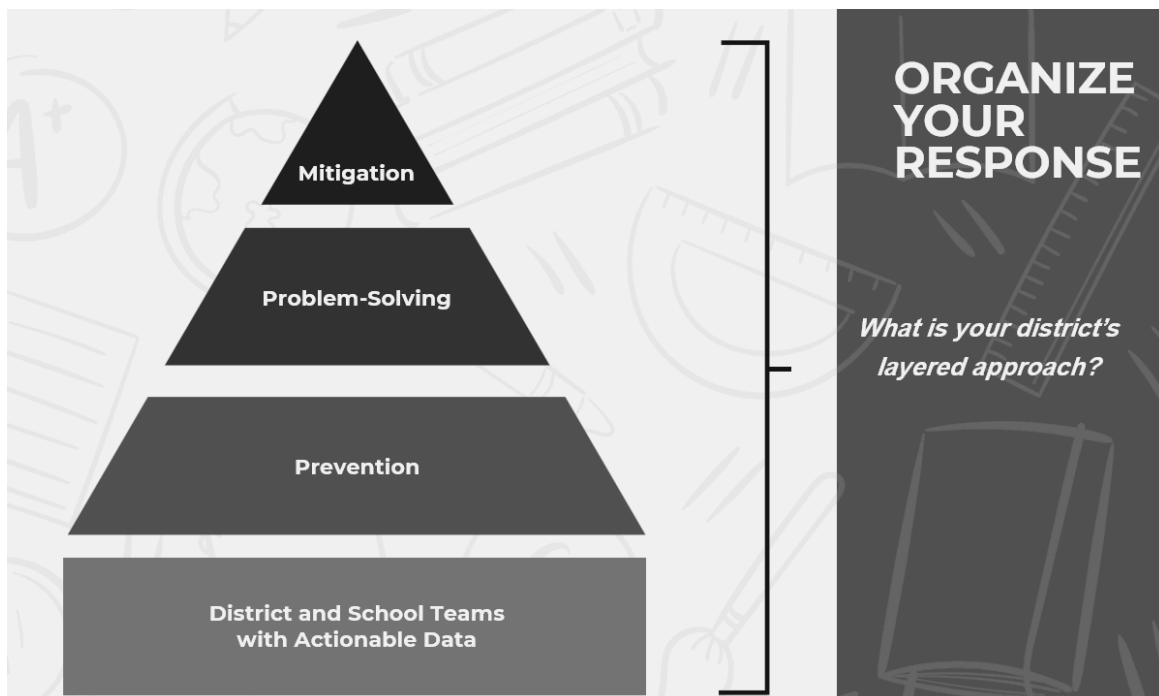 Mitigation
Problem-Solving
Prevention
District and School Teams
with Actionable Data
ORGANIZE
YOUR
RESPONSE
What is your district’s
layered approach?
A+